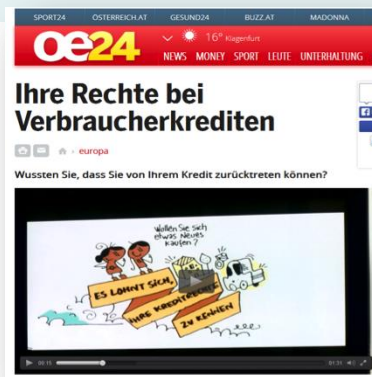 SPORT24 ÖSTERREICH.AT GESUND24 BUZZ.AT MADONNA
oe24
16° Klagenfurt
NEWS MONEY SPORT LEUTE UNTERHALTUNG
Ihre Rechte bei
Verbraucherkrediten
europa
Wussten Sie, dass Sie von Ihrem Kredit zurücktreten können?
Wollen Sie sich
etwas Neues
kaufen?
ES LOHNT SICH,
IHRE KREDITRECHTE
ZU KENNEN
00:15 01:31